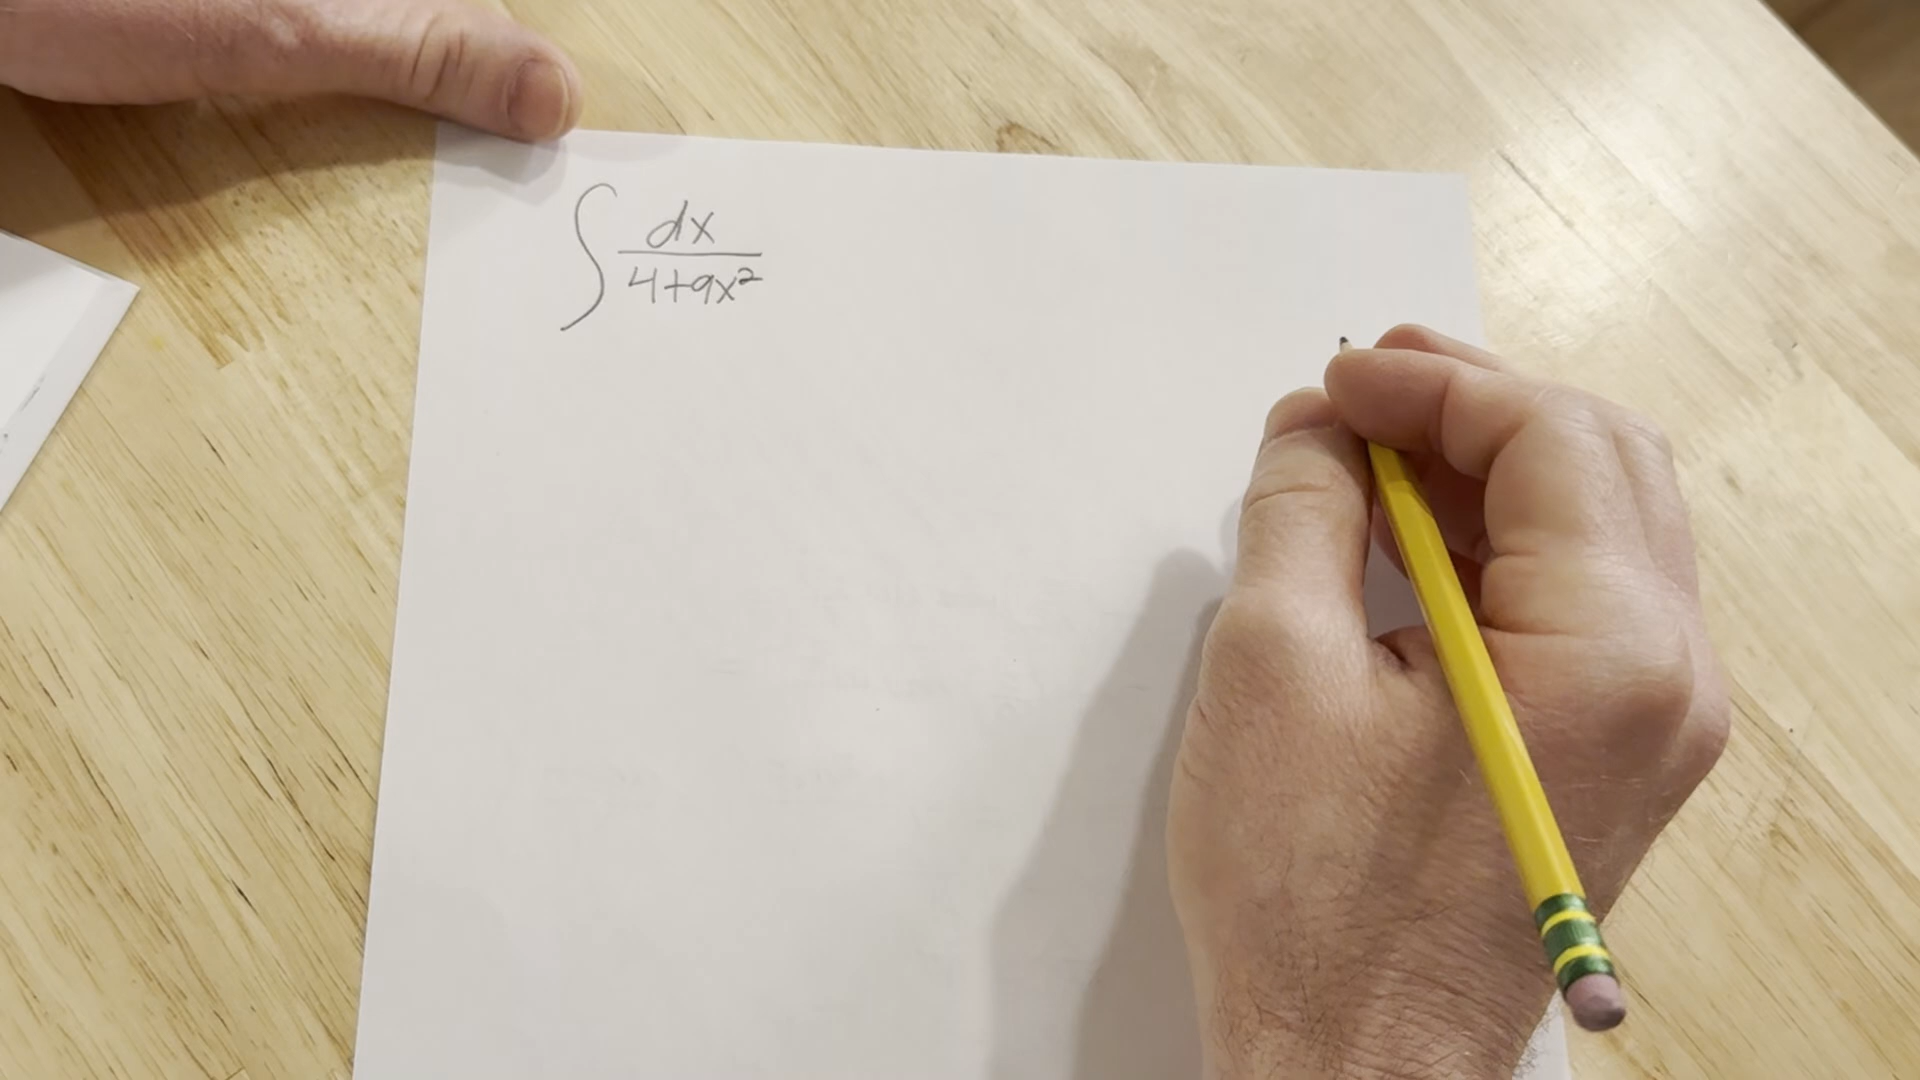 ∫ dx / (4+9x²)